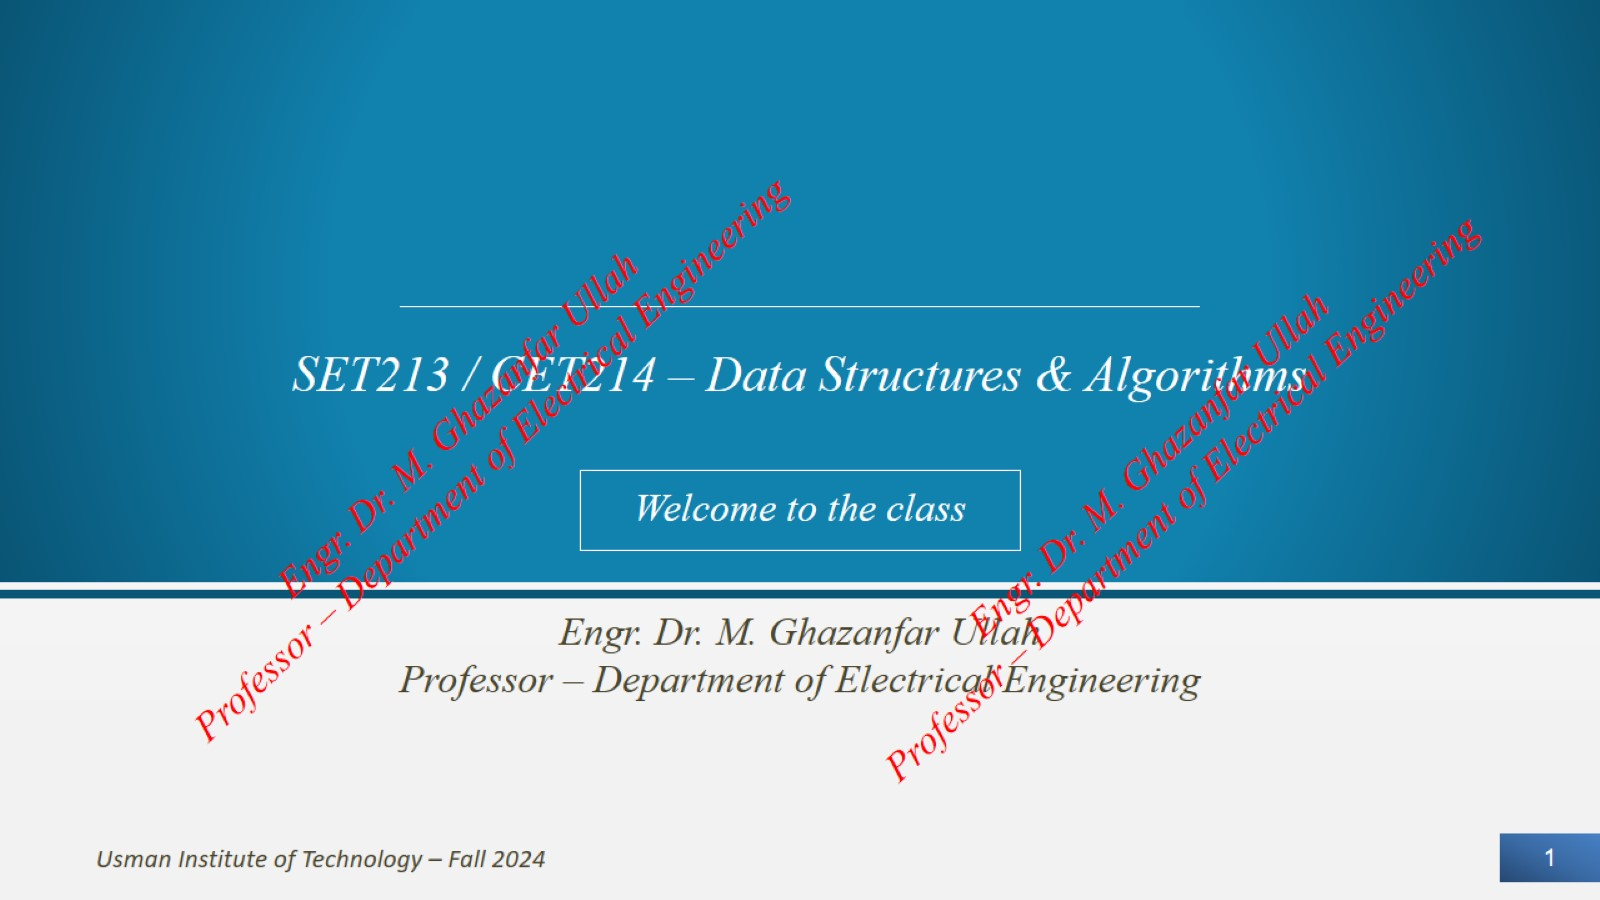 SET213 / CET214 – Data Structures & Algorithms
Welcome to the class
Engr. Dr. M. Ghazanfar Ullah
Professor – Department of Electrical Engineering
Engr. Dr. M. Ghazanfar Ullah
Professor – Department of Electrical Engineering
Engr. Dr. M. Ghazanfar Ullah
Professor – Department of Electrical Engineering
Usman Institute of Technology – Fall 2024
1